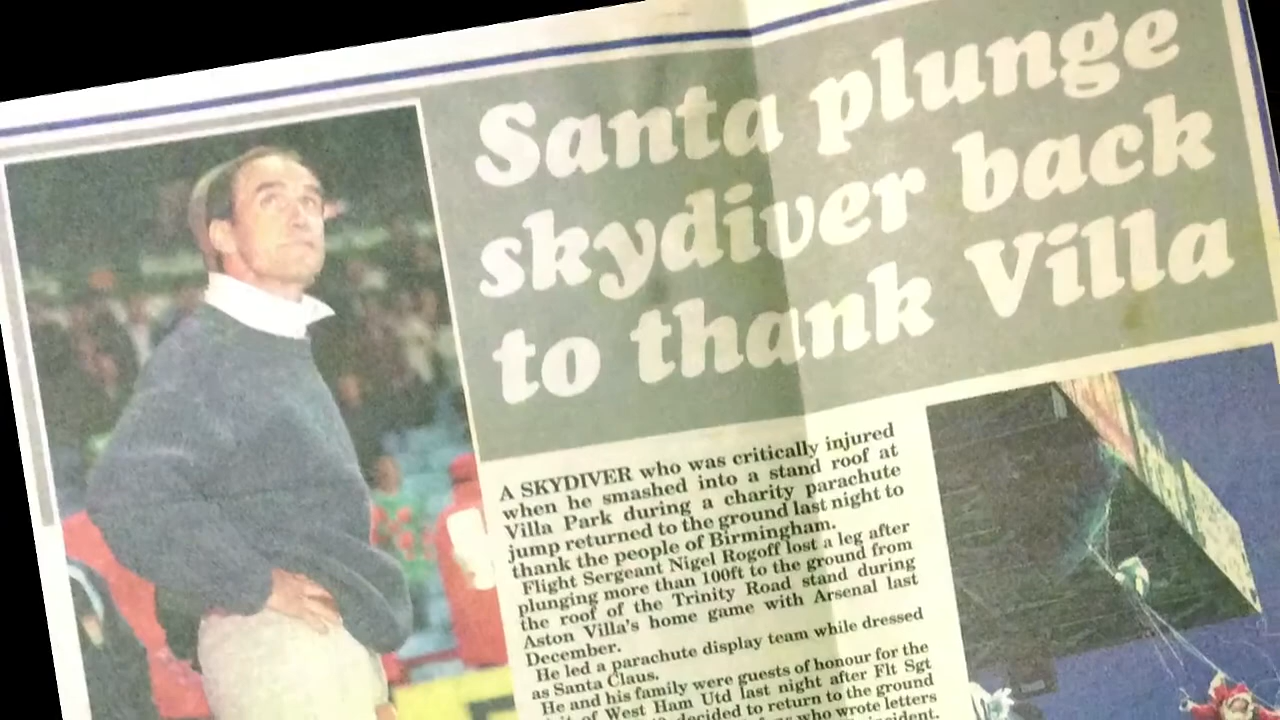 Santa plunge
skydiver back
to thank Villa
A SKYDIVER who was critically injured
when he smashed into a stand roof at
Villa Park during a charity parachute
jump returned to the ground last night to
thank the people of Birmingham.
Flight Sergeant Nigel Rogoff lost a leg after
plunging more than 100ft to the ground from
the roof of the Trinity Road stand during
Aston Villa's home game with Arsenal last
December.
He led a parachute display team while dressed
as Santa Claus.
He and his family were guests of honour for the
of West Ham Utd last night after Flt Sgt
decided to return to the ground
who wrote letters